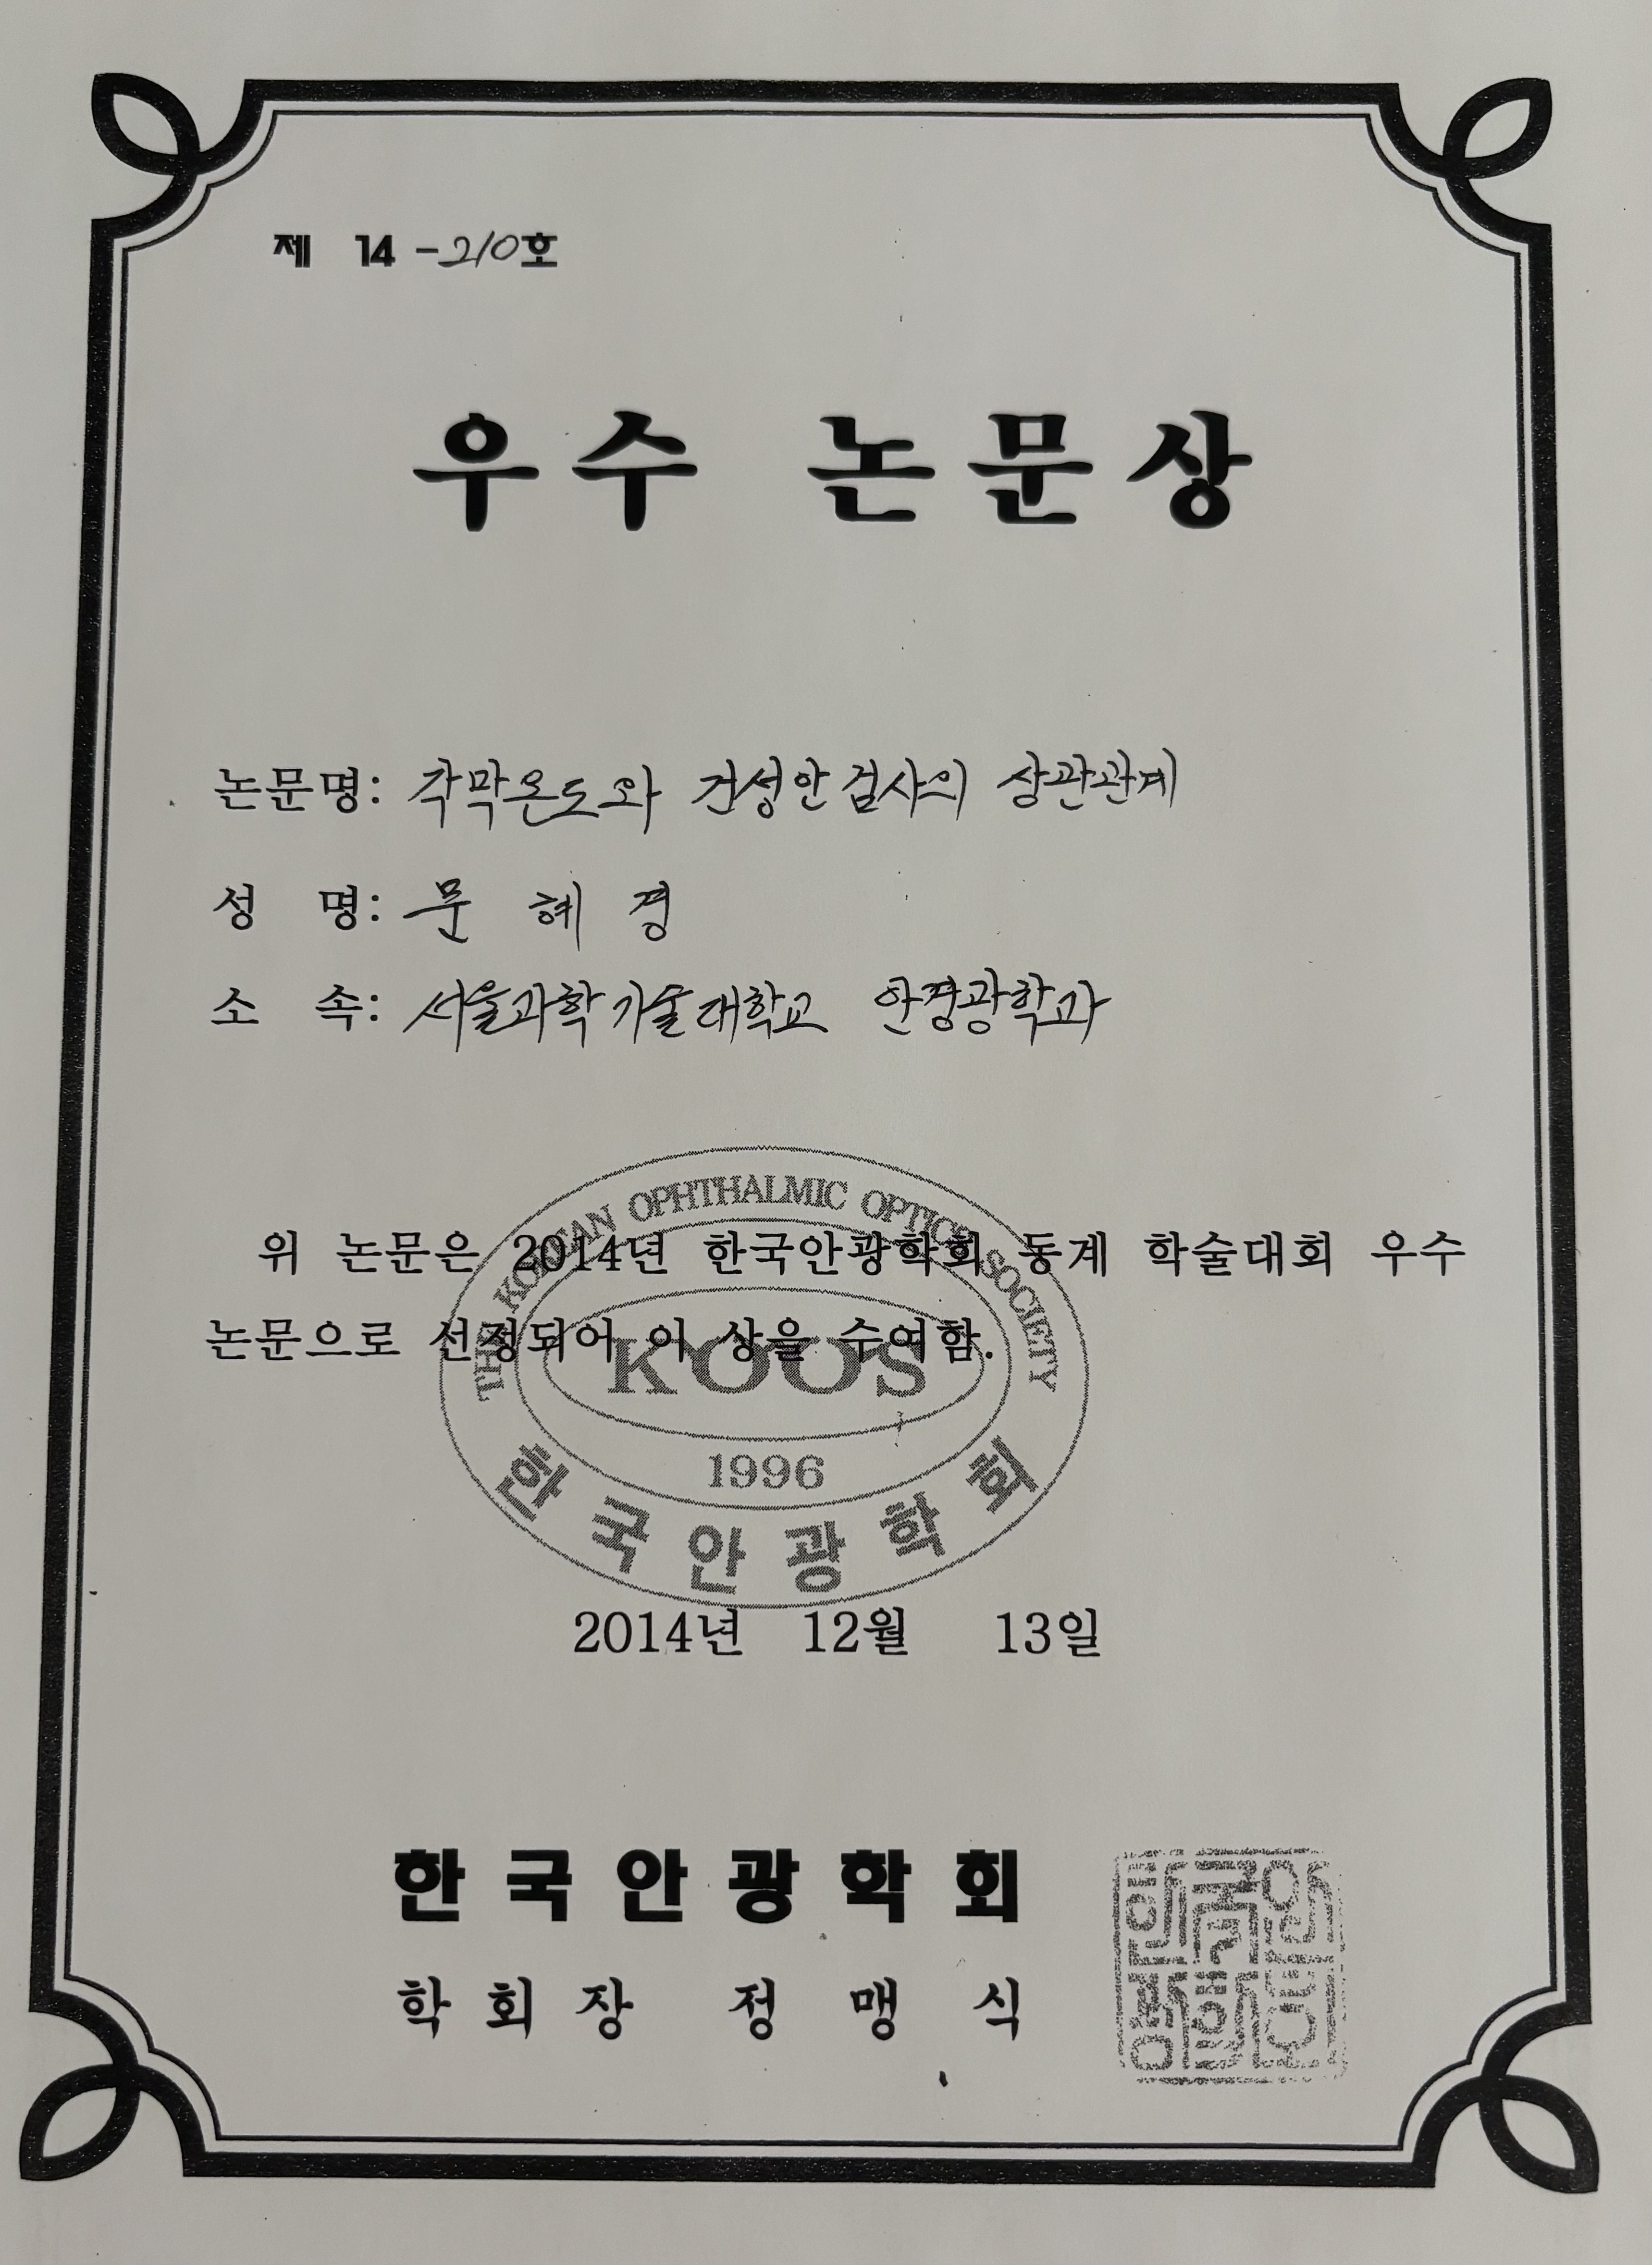 제 14 -210호
우수 논문상
논문명: 각막온도와 건성안검사의 상관관계
성 명: 문 혜 경
소 속: 서울과학기술대학교 안경광학과
위 논문은 2014년 한국안광학회 동계 학술대회 우수
논문으로 선정되어 이 상을 수여함.
THE KOREAN OPHTHALMIC OPTICS SOCIETY
KOOS
1996
한국안광학회
2014년 12월 13일
한국안광학회
학회장 정맹식